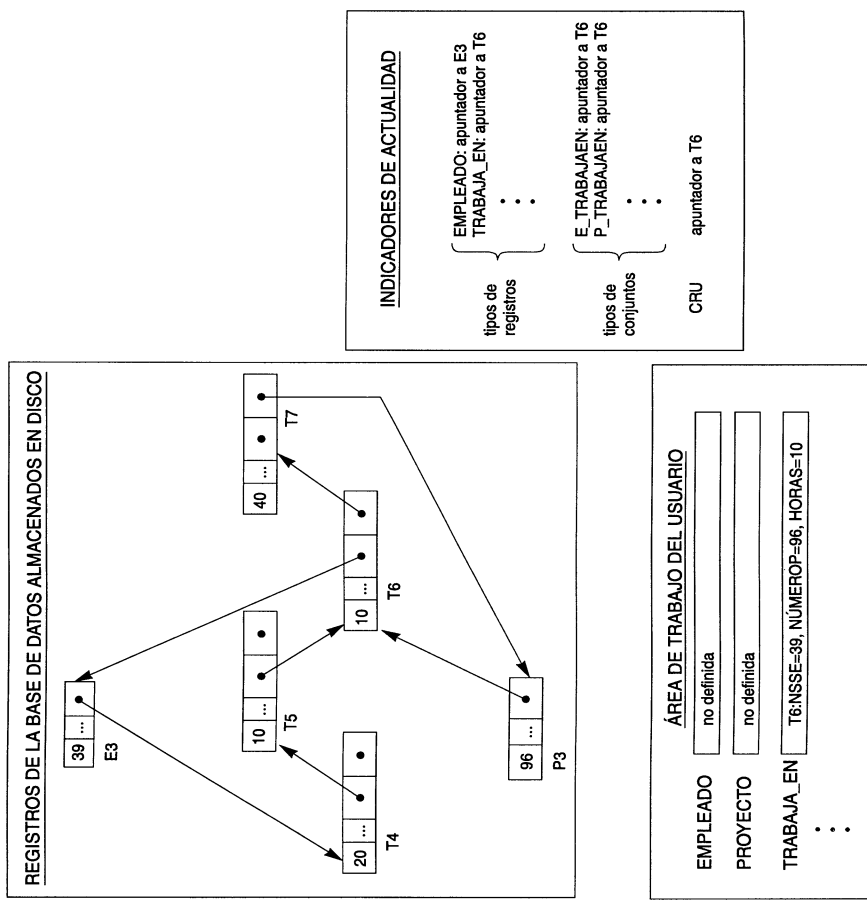 REGISTROS DE LA BASE DE DATOS ALMACENADOS EN DISCO
39 ...
E3
20 ...
T4
10 ...
T5
10 ...
T6
40 ...
T7
96 ...
P3
ÁREA DE TRABAJO DEL USUARIO
EMPLEADO no definida
PROYECTO no definida
TRABAJA_EN T6:NSSE=39, NÚMEROP=96, HORAS=10
INDICADORES DE ACTUALIDAD
tipos de
registros
EMPLEADO: apuntador a E3
TRABAJA_EN: apuntador a T6
tipos de
conjuntos
E_TRABAJAEN: apuntador a T6
P_TRABAJAEN: apuntador a T6
CRU apuntador a T6